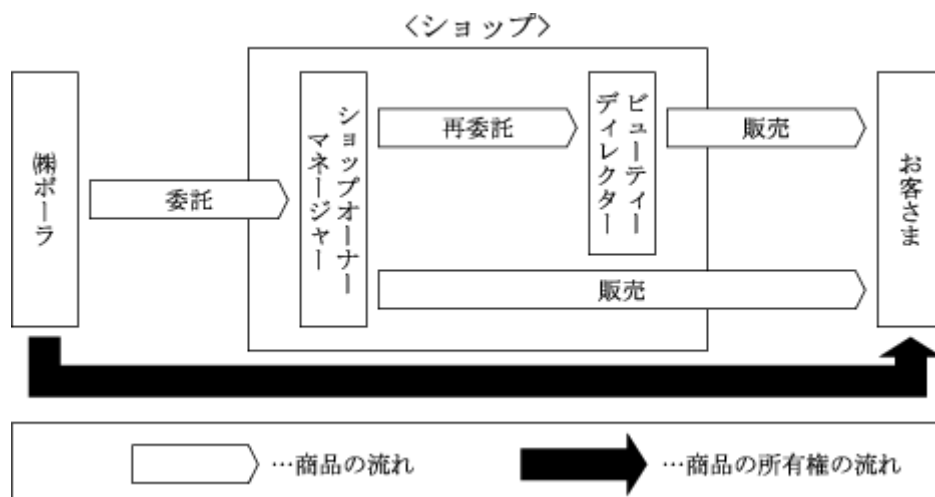 〈ショップ〉
㈱ポーラ
委託
ショップオーナー
マネージャー
再委託
ビューティー
ディレクター
販売
販売
お客さま
…商品の流れ
…商品の所有権の流れ